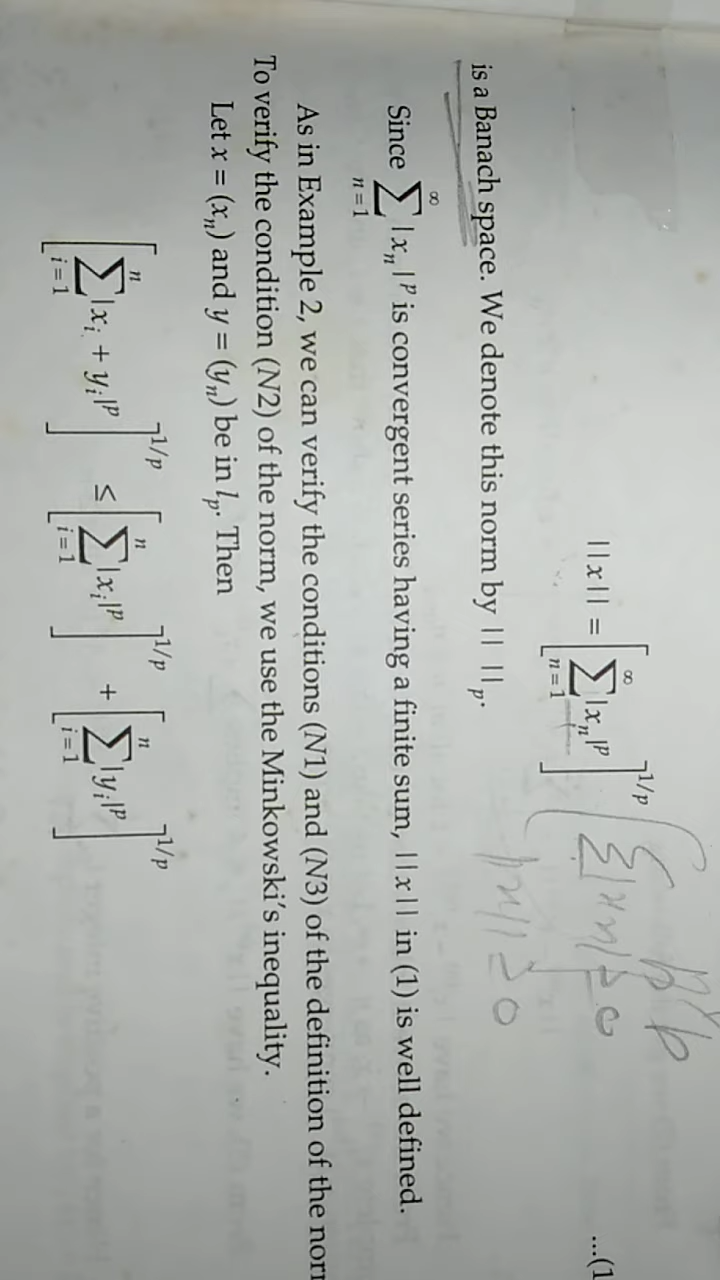 ||x|| = [∑_{n=1}^{∞} |x_n|^p]^{1/p} ...(1
||x|| ≥ 0
is a Banach space. We denote this norm by || ||_p.
Since ∑_{n=1}^{∞} |x_n|^p is convergent series having a finite sum, ||x|| in (1) is well defined.
As in Example 2, we can verify the conditions (N1) and (N3) of the definition of the nor
To verify the condition (N2) of the norm, we use the Minkowski's inequality.
Let x = (x_n) and y = (y_n) be in l_p. Then
[∑_{i=1}^{n} |x_i + y_i|^p]^{1/p} ≤ [∑_{i=1}^{n} |x_i|^p]^{1/p} + [∑_{i=1}^{n} |y_i|^p]^{1/p}